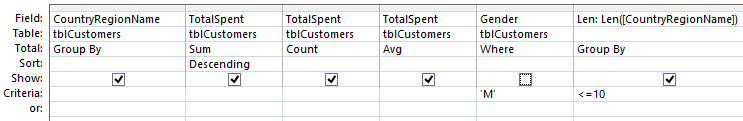 Field: CountryRegionName TotalSpent TotalSpent TotalSpent Gender Len: Len([CountryRegionName])
Table: tblCustomers tblCustomers tblCustomers tblCustomers tblCustomers
Total: Group By Sum Count Avg Where Group By
Sort: Descending
Show:
Criteria: 'M' <=10
or: